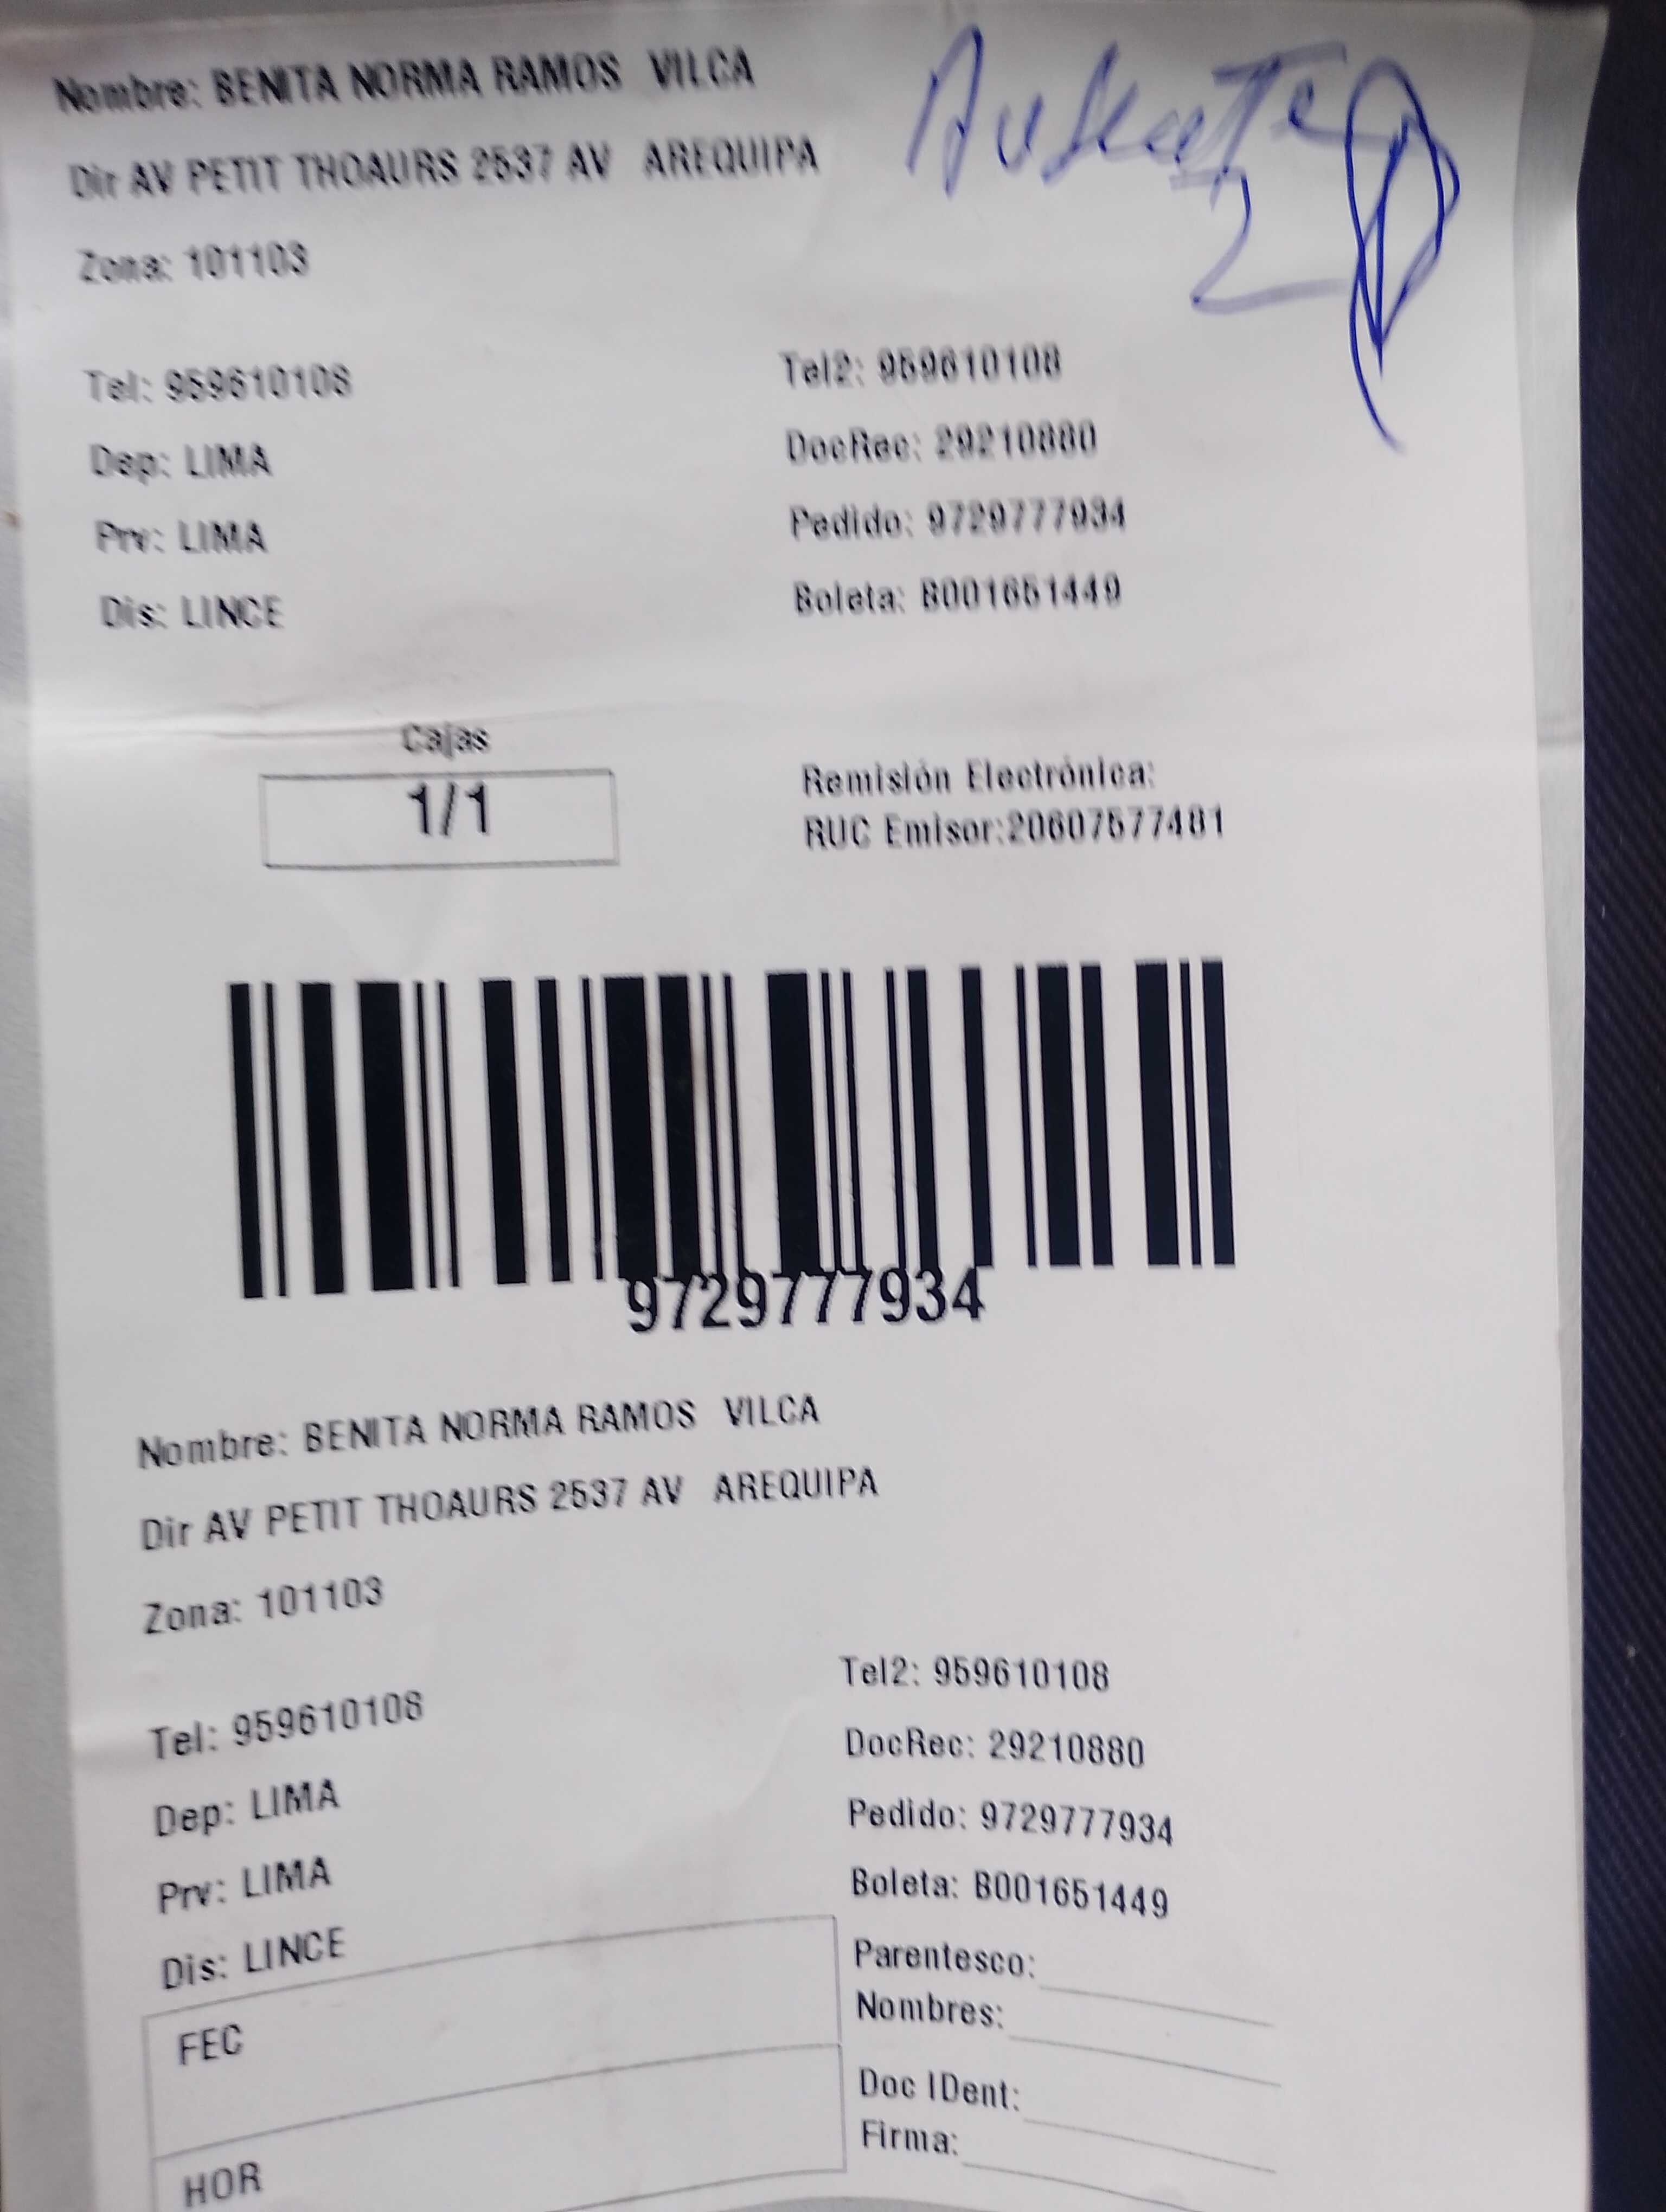 Nombre: BENITA NORMA RAMOS VILCA
Ausente
2
Dir AV PETIT THOAURS 2537 AV AREQUIPA
Zona: 101103
Tel: 959610108
Tel2: 959610108
Dep: LIMA
DocRec: 29210880
Prv: LIMA
Pedido: 9729777934
Dis: LINCE
Boleta: B001651449
Cajas
1/1
Remisión Electrónica:
RUC Emisor:20607577481
9729777934
Nombre: BENITA NORMA RAMOS VILCA
Dir AV PETIT THOAURS 2537 AV AREQUIPA
Zona: 101103
Tel: 959610108
Tel2: 959610108
Dep: LIMA
DocRec: 29210880
Prv: LIMA
Pedido: 9729777934
Dis: LINCE
Boleta: B001651449
FEC
HOR
Parentesco:
Nombres:
Doc IDent:
Firma: